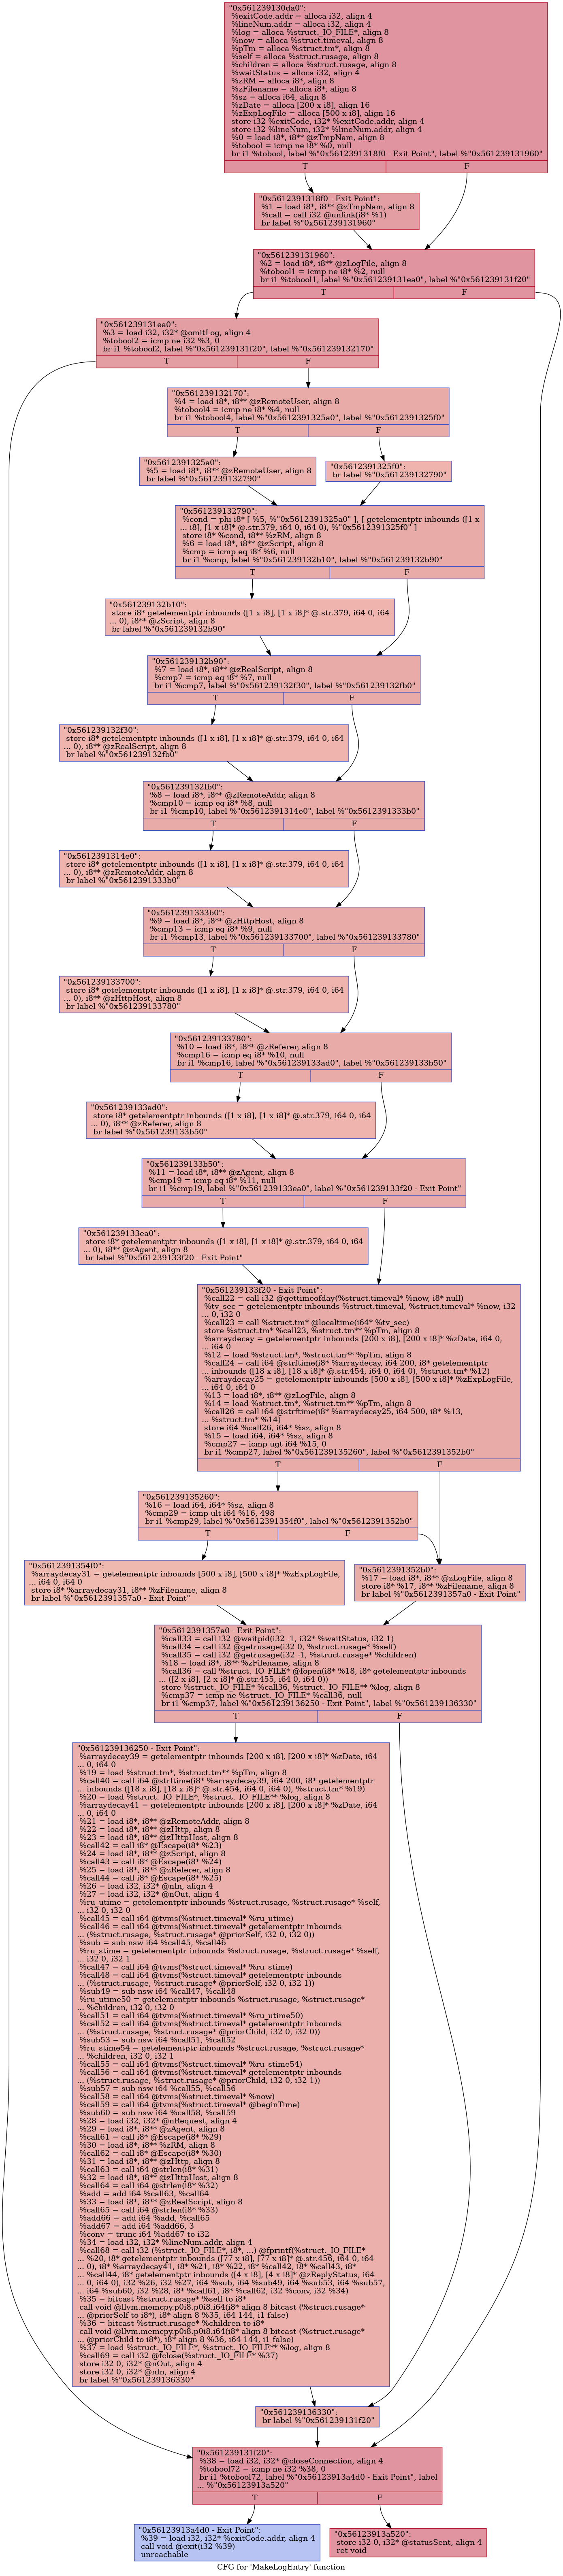 "0x561239130da0":
%exitCode.addr = alloca i32, align 4
%lineNum.addr = alloca i32, align 4
%log = alloca %struct._IO_FILE*, align 8
%now = alloca %struct.timeval, align 8
%pTm = alloca %struct.tm*, align 8
%self = alloca %struct.rusage, align 8
%children = alloca %struct.rusage, align 8
%waitStatus = alloca i32, align 4
%zRM = alloca i8*, align 8
%zFilename = alloca i8*, align 8
%sz = alloca i64, align 8
%zDate = alloca [200 x i8], align 16
%zExpLogFile = alloca [500 x i8], align 16
store i32 %exitCode, i32* %exitCode.addr, align 4
store i32 %lineNum, i32* %lineNum.addr, align 4
%0 = load i8*, i8** @zTmpNam, align 8
%tobool = icmp ne i8* %0, null
br i1 %tobool, label %"0x5612391318f0 - Exit Point", label %"0x561239131960"
T F
"0x5612391318f0 - Exit Point":
%1 = load i8*, i8** @zTmpNam, align 8
%call = call i32 @unlink(i8* %1)
br label %"0x561239131960"
"0x561239131960":
%2 = load i8*, i8** @zLogFile, align 8
%tobool1 = icmp ne i8* %2, null
br i1 %tobool1, label %"0x561239131ea0", label %"0x561239131f20"
T F
"0x561239131ea0":
%3 = load i32, i32* @omitLog, align 4
%tobool2 = icmp ne i32 %3, 0
br i1 %tobool2, label %"0x561239131f20", label %"0x561239132170"
T F
"0x561239132170":
%4 = load i8*, i8** @zRemoteUser, align 8
%tobool4 = icmp ne i8* %4, null
br i1 %tobool4, label %"0x5612391325a0", label %"0x5612391325f0"
T F
"0x5612391325a0":
%5 = load i8*, i8** @zRemoteUser, align 8
br label %"0x561239132790"
"0x5612391325f0":
br label %"0x561239132790"
"0x561239132790":
%cond = phi i8* [ %5, %"0x5612391325a0" ], [ getelementptr inbounds ([1 x
... i8], [1 x i8]* @.str.379, i64 0, i64 0), %"0x5612391325f0" ]
store i8* %cond, i8** %zRM, align 8
%6 = load i8*, i8** @zScript, align 8
%cmp = icmp eq i8* %6, null
br i1 %cmp, label %"0x561239132b10", label %"0x561239132b90"
T F
"0x561239132b10":
store i8* getelementptr inbounds ([1 x i8], [1 x i8]* @.str.379, i64 0, i64
... 0), i8** @zScript, align 8
br label %"0x561239132b90"
"0x561239132b90":
%7 = load i8*, i8** @zRealScript, align 8
%cmp7 = icmp eq i8* %7, null
br i1 %cmp7, label %"0x561239132f30", label %"0x561239132fb0"
T F
"0x561239132f30":
store i8* getelementptr inbounds ([1 x i8], [1 x i8]* @.str.379, i64 0, i64
... 0), i8** @zRealScript, align 8
br label %"0x561239132fb0"
"0x561239132fb0":
%8 = load i8*, i8** @zRemoteAddr, align 8
%cmp10 = icmp eq i8* %8, null
br i1 %cmp10, label %"0x5612391314e0", label %"0x5612391333b0"
T F
"0x5612391314e0":
store i8* getelementptr inbounds ([1 x i8], [1 x i8]* @.str.379, i64 0, i64
... 0), i8** @zRemoteAddr, align 8
br label %"0x5612391333b0"
"0x5612391333b0":
%9 = load i8*, i8** @zHttpHost, align 8
%cmp13 = icmp eq i8* %9, null
br i1 %cmp13, label %"0x561239133700", label %"0x561239133780"
T F
"0x561239133700":
store i8* getelementptr inbounds ([1 x i8], [1 x i8]* @.str.379, i64 0, i64
... 0), i8** @zHttpHost, align 8
br label %"0x561239133780"
"0x561239133780":
%10 = load i8*, i8** @zReferer, align 8
%cmp16 = icmp eq i8* %10, null
br i1 %cmp16, label %"0x561239133ad0", label %"0x561239133b50"
T F
"0x561239133ad0":
store i8* getelementptr inbounds ([1 x i8], [1 x i8]* @.str.379, i64 0, i64
... 0), i8** @zReferer, align 8
br label %"0x561239133b50"
"0x561239133b50":
%11 = load i8*, i8** @zAgent, align 8
%cmp19 = icmp eq i8* %11, null
br i1 %cmp19, label %"0x561239133ea0", label %"0x561239133f20 - Exit Point"
T F
"0x561239133ea0":
store i8* getelementptr inbounds ([1 x i8], [1 x i8]* @.str.379, i64 0, i64
... 0), i8** @zAgent, align 8
br label %"0x561239133f20 - Exit Point"
"0x561239133f20 - Exit Point":
%call22 = call i32 @gettimeofday(%struct.timeval* %now, i8* null)
%tv_sec = getelementptr inbounds %struct.timeval, %struct.timeval* %now, i32
... 0, i32 0
%call23 = call %struct.tm* @localtime(i64* %tv_sec)
store %struct.tm* %call23, %struct.tm** %pTm, align 8
%arraydecay = getelementptr inbounds [200 x i8], [200 x i8]* %zDate, i64 0,
... i64 0
%12 = load %struct.tm*, %struct.tm** %pTm, align 8
%call24 = call i64 @strftime(i8* %arraydecay, i64 200, i8* getelementptr
... inbounds ([18 x i8], [18 x i8]* @.str.454, i64 0, i64 0), %struct.tm* %12)
%arraydecay25 = getelementptr inbounds [500 x i8], [500 x i8]* %zExpLogFile,
... i64 0, i64 0
%13 = load i8*, i8** @zLogFile, align 8
%14 = load %struct.tm*, %struct.tm** %pTm, align 8
%call26 = call i64 @strftime(i8* %arraydecay25, i64 500, i8* %13,
... %struct.tm* %14)
store i64 %call26, i64* %sz, align 8
%15 = load i64, i64* %sz, align 8
%cmp27 = icmp ugt i64 %15, 0
br i1 %cmp27, label %"0x561239135260", label %"0x5612391352b0"
T F
"0x561239135260":
%16 = load i64, i64* %sz, align 8
%cmp29 = icmp ult i64 %16, 498
br i1 %cmp29, label %"0x5612391354f0", label %"0x5612391352b0"
T F
"0x5612391354f0":
%arraydecay31 = getelementptr inbounds [500 x i8], [500 x i8]* %zExpLogFile,
... i64 0, i64 0
store i8* %arraydecay31, i8** %zFilename, align 8
br label %"0x5612391357a0 - Exit Point"
"0x5612391352b0":
%17 = load i8*, i8** @zLogFile, align 8
store i8* %17, i8** %zFilename, align 8
br label %"0x5612391357a0 - Exit Point"
"0x5612391357a0 - Exit Point":
%call33 = call i32 @waitpid(i32 -1, i32* %waitStatus, i32 1)
%call34 = call i32 @getrusage(i32 0, %struct.rusage* %self)
%call35 = call i32 @getrusage(i32 -1, %struct.rusage* %children)
%18 = load i8*, i8** %zFilename, align 8
%call36 = call %struct._IO_FILE* @fopen(i8* %18, i8* getelementptr inbounds
... ([2 x i8], [2 x i8]* @.str.455, i64 0, i64 0))
store %struct._IO_FILE* %call36, %struct._IO_FILE** %log, align 8
%cmp37 = icmp ne %struct._IO_FILE* %call36, null
br i1 %cmp37, label %"0x561239136250 - Exit Point", label %"0x561239136330"
T F
"0x561239136250 - Exit Point":
%arraydecay39 = getelementptr inbounds [200 x i8], [200 x i8]* %zDate, i64
... 0, i64 0
%19 = load %struct.tm*, %struct.tm** %pTm, align 8
%call40 = call i64 @strftime(i8* %arraydecay39, i64 200, i8* getelementptr
... inbounds ([18 x i8], [18 x i8]* @.str.454, i64 0, i64 0), %struct.tm* %19)
%20 = load %struct._IO_FILE*, %struct._IO_FILE** %log, align 8
%arraydecay41 = getelementptr inbounds [200 x i8], [200 x i8]* %zDate, i64
... 0, i64 0
%21 = load i8*, i8** @zRemoteAddr, align 8
%22 = load i8*, i8** @zHttp, align 8
%23 = load i8*, i8** @zHttpHost, align 8
%call42 = call i8* @Escape(i8* %23)
%24 = load i8*, i8** @zScript, align 8
%call43 = call i8* @Escape(i8* %24)
%25 = load i8*, i8** @zReferer, align 8
%call44 = call i8* @Escape(i8* %25)
%26 = load i32, i32* @nIn, align 4
%27 = load i32, i32* @nOut, align 4
%ru_utime = getelementptr inbounds %struct.rusage, %struct.rusage* %self,
... i32 0, i32 0
%call45 = call i64 @tvms(%struct.timeval* %ru_utime)
%call46 = call i64 @tvms(%struct.timeval* getelementptr inbounds
... (%struct.rusage, %struct.rusage* @priorSelf, i32 0, i32 0))
%sub = sub nsw i64 %call45, %call46
%ru_stime = getelementptr inbounds %struct.rusage, %struct.rusage* %self,
... i32 0, i32 1
%call47 = call i64 @tvms(%struct.timeval* %ru_stime)
%call48 = call i64 @tvms(%struct.timeval* getelementptr inbounds
... (%struct.rusage, %struct.rusage* @priorSelf, i32 0, i32 1))
%sub49 = sub nsw i64 %call47, %call48
%ru_utime50 = getelementptr inbounds %struct.rusage, %struct.rusage*
... %children, i32 0, i32 0
%call51 = call i64 @tvms(%struct.timeval* %ru_utime50)
%call52 = call i64 @tvms(%struct.timeval* getelementptr inbounds
... (%struct.rusage, %struct.rusage* @priorChild, i32 0, i32 0))
%sub53 = sub nsw i64 %call51, %call52
%ru_stime54 = getelementptr inbounds %struct.rusage, %struct.rusage*
... %children, i32 0, i32 1
%call55 = call i64 @tvms(%struct.timeval* %ru_stime54)
%call56 = call i64 @tvms(%struct.timeval* getelementptr inbounds
... (%struct.rusage, %struct.rusage* @priorChild, i32 0, i32 1))
%sub57 = sub nsw i64 %call55, %call56
%call58 = call i64 @tvms(%struct.timeval* %now)
%call59 = call i64 @tvms(%struct.timeval* @beginTime)
%sub60 = sub nsw i64 %call58, %call59
%28 = load i32, i32* @nRequest, align 4
%29 = load i8*, i8** @zAgent, align 8
%call61 = call i8* @Escape(i8* %29)
%30 = load i8*, i8** %zRM, align 8
%call62 = call i8* @Escape(i8* %30)
%31 = load i8*, i8** @zHttp, align 8
%call63 = call i64 @strlen(i8* %31)
%32 = load i8*, i8** @zHttpHost, align 8
%call64 = call i64 @strlen(i8* %32)
%add = add i64 %call63, %call64
%33 = load i8*, i8** @zRealScript, align 8
%call65 = call i64 @strlen(i8* %33)
%add66 = add i64 %add, %call65
%add67 = add i64 %add66, 3
%conv = trunc i64 %add67 to i32
%34 = load i32, i32* %lineNum.addr, align 4
%call68 = call i32 (%struct._IO_FILE*, i8*, ...) @fprintf(%struct._IO_FILE*
... %20, i8* getelementptr inbounds ([77 x i8], [77 x i8]* @.str.456, i64 0, i64
... 0), i8* %arraydecay41, i8* %21, i8* %22, i8* %call42, i8* %call43, i8*
... %call44, i8* getelementptr inbounds ([4 x i8], [4 x i8]* @zReplyStatus, i64
... 0, i64 0), i32 %26, i32 %27, i64 %sub, i64 %sub49, i64 %sub53, i64 %sub57,
... i64 %sub60, i32 %28, i8* %call61, i8* %call62, i32 %conv, i32 %34)
%35 = bitcast %struct.rusage* %self to i8*
call void @llvm.memcpy.p0i8.p0i8.i64(i8* align 8 bitcast (%struct.rusage*
... @priorSelf to i8*), i8* align 8 %35, i64 144, i1 false)
%36 = bitcast %struct.rusage* %children to i8*
call void @llvm.memcpy.p0i8.p0i8.i64(i8* align 8 bitcast (%struct.rusage*
... @priorChild to i8*), i8* align 8 %36, i64 144, i1 false)
%37 = load %struct._IO_FILE*, %struct._IO_FILE** %log, align 8
%call69 = call i32 @fclose(%struct._IO_FILE* %37)
store i32 0, i32* @nOut, align 4
store i32 0, i32* @nIn, align 4
br label %"0x561239136330"
"0x561239136330":
br label %"0x561239131f20"
"0x561239131f20":
%38 = load i32, i32* @closeConnection, align 4
%tobool72 = icmp ne i32 %38, 0
br i1 %tobool72, label %"0x56123913a4d0 - Exit Point", label
... %"0x56123913a520"
T F
"0x56123913a4d0 - Exit Point":
%39 = load i32, i32* %exitCode.addr, align 4
call void @exit(i32 %39)
unreachable
"0x56123913a520":
store i32 0, i32* @statusSent, align 4
ret void
CFG for 'MakeLogEntry' function